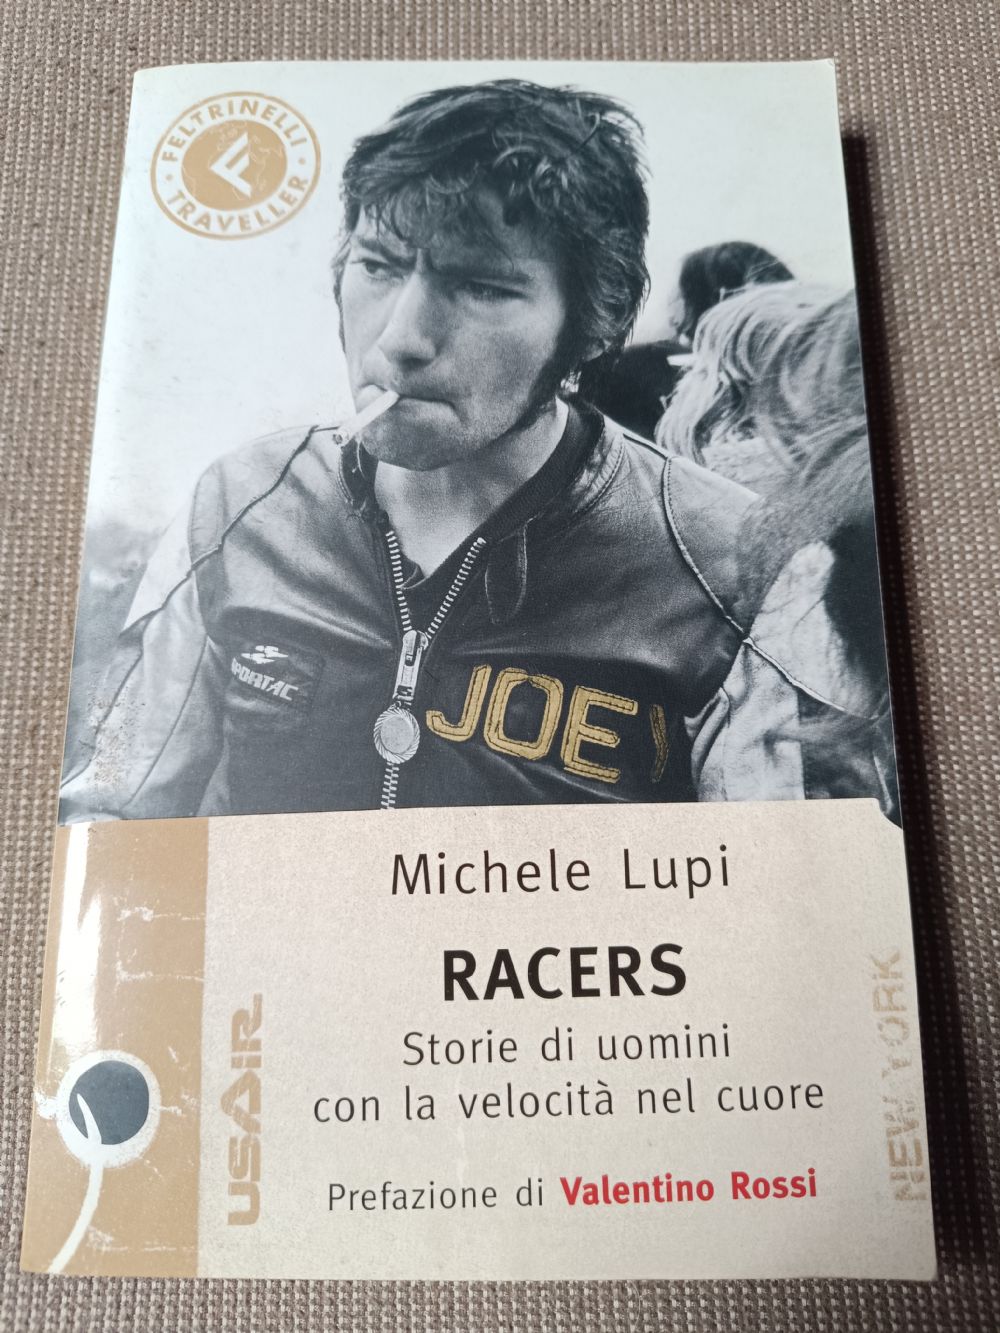 FELTRINELLI
TRAVELLER
SPORTAC
JOEY
Michele Lupi
RACERS
Storie di uomini
con la velocità nel cuore
Prefazione di Valentino Rossi
USAIR
NEW YORK